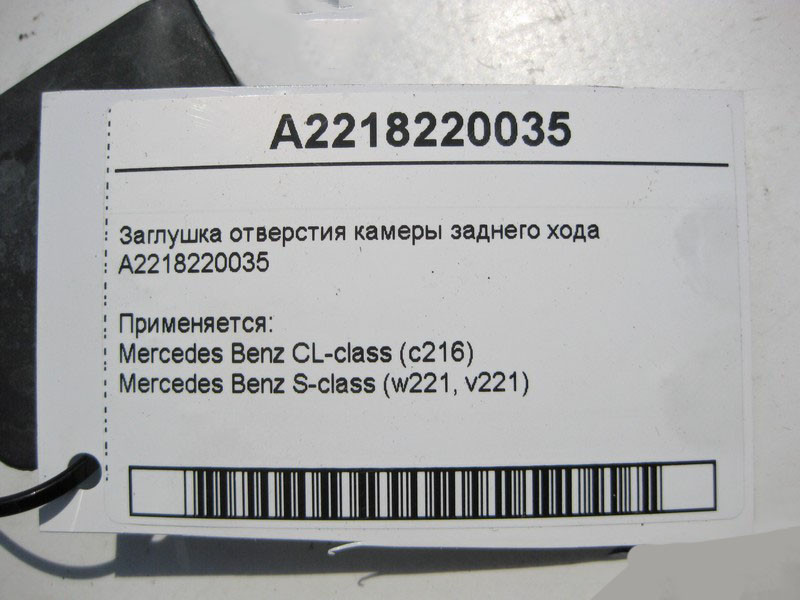 A2218220035
Заглушка отверстия камеры заднего хода
A2218220035
Применяется:
Mercedes Benz CL-class (c216)
Mercedes Benz S-class (w221, v221)